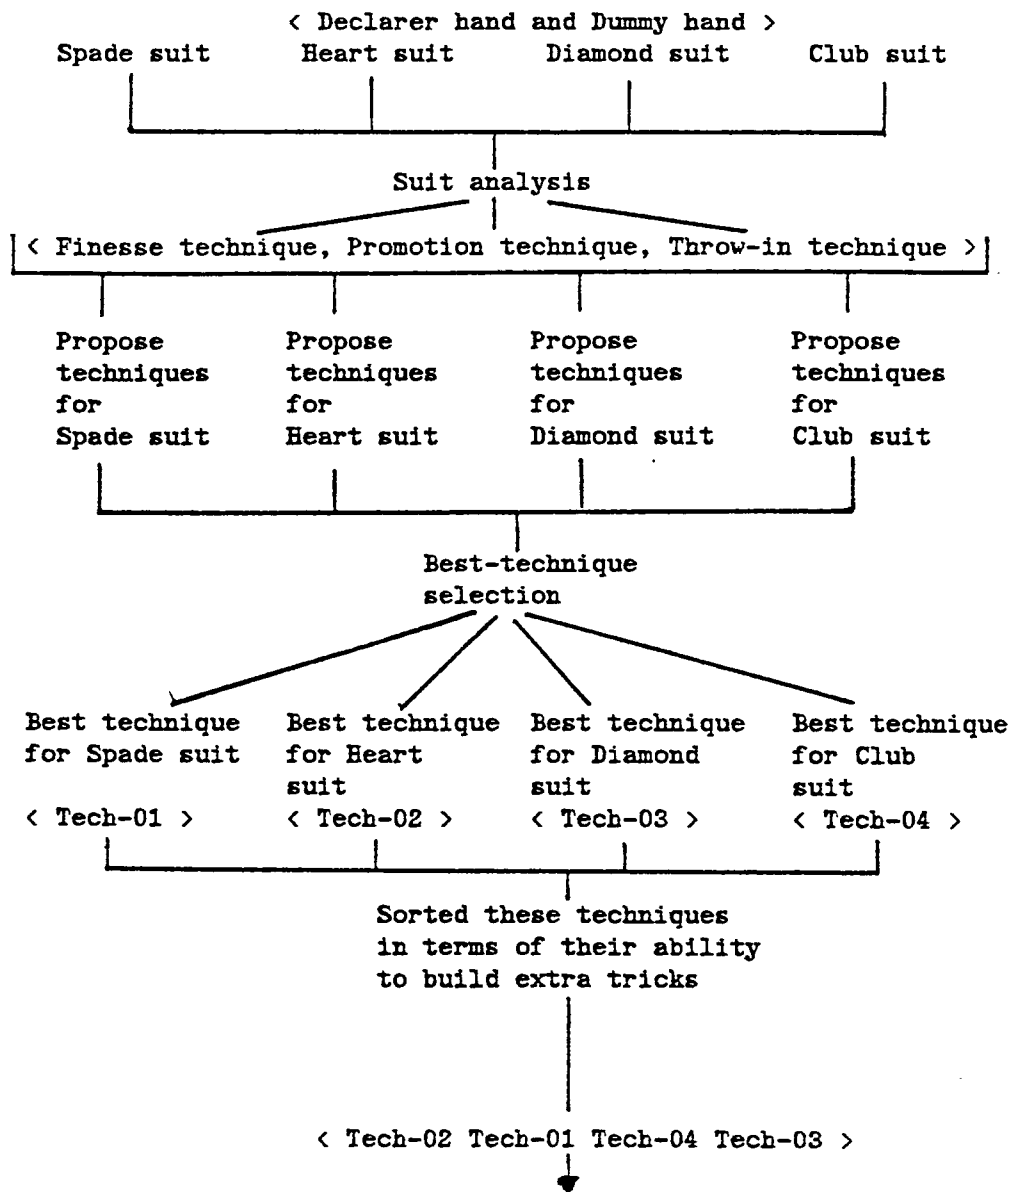 < Declarer hand and Dummy hand >
Spade suit Heart suit Diamond suit Club suit
Suit analysis
< Finesse technique, Promotion technique, Throw-in technique >
Propose Propose Propose Propose
techniques techniques techniques techniques
for for for for
Spade suit Heart suit Diamond suit Club suit
Best-technique
selection
Best technique Best technique Best technique Best technique
for Spade suit for Heart for Diamond for Club
suit suit suit
< Tech-01 > < Tech-02 > < Tech-03 > < Tech-04 >
Sorted these techniques
in terms of their ability
to build extra tricks
< Tech-02 Tech-01 Tech-04 Tech-03 >